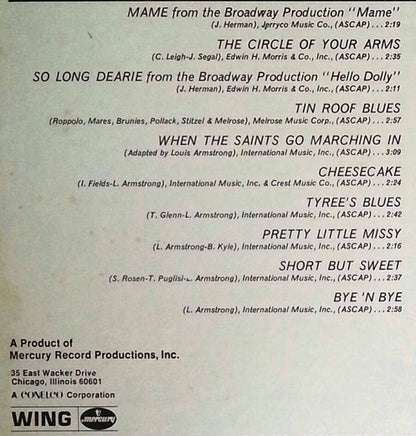 MAME from the Broadway Production "Mame"
(J. Herman), Jerryco Music Co., (ASCAP) . . . 2:19
THE CIRCLE OF YOUR ARMS
(C. Leigh-J. Segal), Edwin H. Morris & Co., Inc., (ASCAP) . . . 2:35
SO LONG DEARIE from the Broadway Production "Hello Dolly"
(J. Herman), Edwin H. Morris & Co., Inc., (ASCAP) . . . 2:11
TIN ROOF BLUES
(Roppolo, Mares, Brunies, Pollack, Stitzel & Melrose), Melrose Music Corp., (ASCAP) . . . 2:57
WHEN THE SAINTS GO MARCHING IN
(Adapted by Louis Armstrong), International Music, Inc., (ASCAP) . . . 3:09
CHEESECAKE
(I. Fields-L. Armstrong), International Music, Inc. & Crest Music Co., (ASCAP) . . . 2:24
TYREE'S BLUES
(T. Glenn-L. Armstrong), International Music, Inc., (ASCAP) . . . 2:42
PRETTY LITTLE MISSY
(L. Armstrong-B. Kyle), International Music, Inc., (ASCAP) . . . 2:16
SHORT BUT SWEET
(S. Rosen-T. Puglisi-L. Armstrong), International Music, Inc., (ASCAP) . . . 2:37
BYE 'N BYE
(L. Armstrong), International Music, Inc., (ASCAP) . . . 2:58
A Product of
Mercury Record Productions, Inc.
35 East Wacker Drive
Chicago, Illinois 60601
A CONELCO Corporation
WING mercury